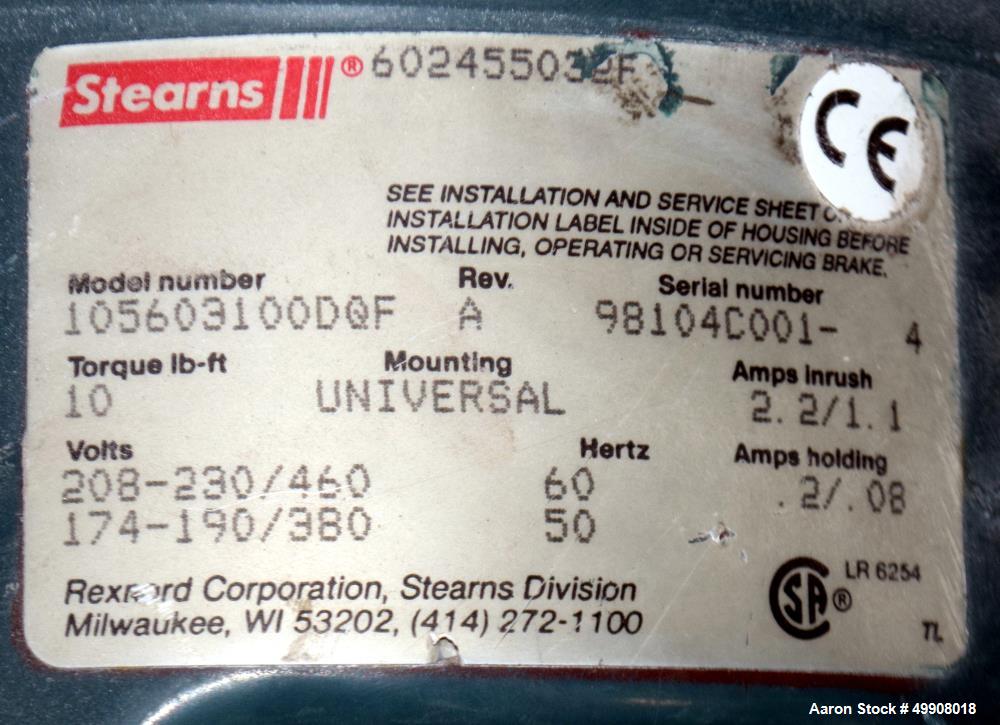 Stearns ® 602455032F
CE
SEE INSTALLATION AND SERVICE SHEET
INSTALLATION LABEL INSIDE OF HOUSING BEFORE
INSTALLING, OPERATING OR SERVICING BRAKE.
Model number Rev. Serial number
105603100DQF A 98104C001- 4
Torque lb-ft Mounting Amps inrush
10 UNIVERSAL 2.2/1.1
Volts Hertz Amps holding
208-230/460 60 .2/.08
174-190/380 50
Rexnord Corporation, Stearns Division
Milwaukee, WI 53202, (414) 272-1100
SA ® LR 6254
TL
Aaron Stock # 49908018